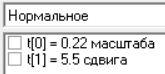 Нормальное
t[0] = 0.22 масштаба
t[1] = 5.5 сдвига